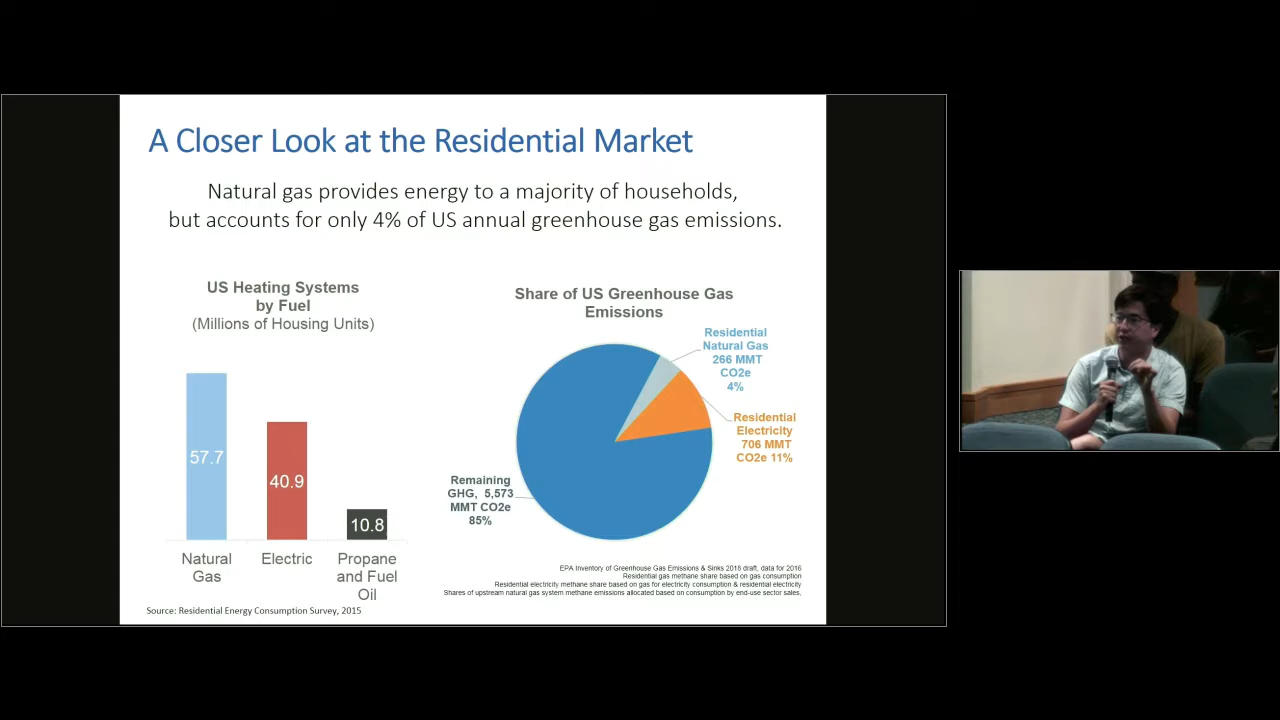 A Closer Look at the Residential Market
Natural gas provides energy to a majority of households,
but accounts for only 4% of US annual greenhouse gas emissions.
US Heating Systems
by Fuel
(Millions of Housing Units)
57.7
40.9
10.8
Natural
Gas
Electric
Propane
and Fuel
Oil
Source: Residential Energy Consumption Survey, 2015
Share of US Greenhouse Gas
Emissions
Residential
Natural Gas
266 MMT
CO2e
4%
Residential
Electricity
706 MMT
CO2e 11%
Remaining
GHG, 5,573
MMT CO2e
85%
EPA Inventory of Greenhouse Gas Emissions & Sinks 2018 draft, data for 2016
Residential gas methane share based on gas consumption
Residential electricity methane share based on gas for electricity consumption & residential electricity
Shares of upstream natural gas system methane emissions allocated based on consumption by end-use sector sales,